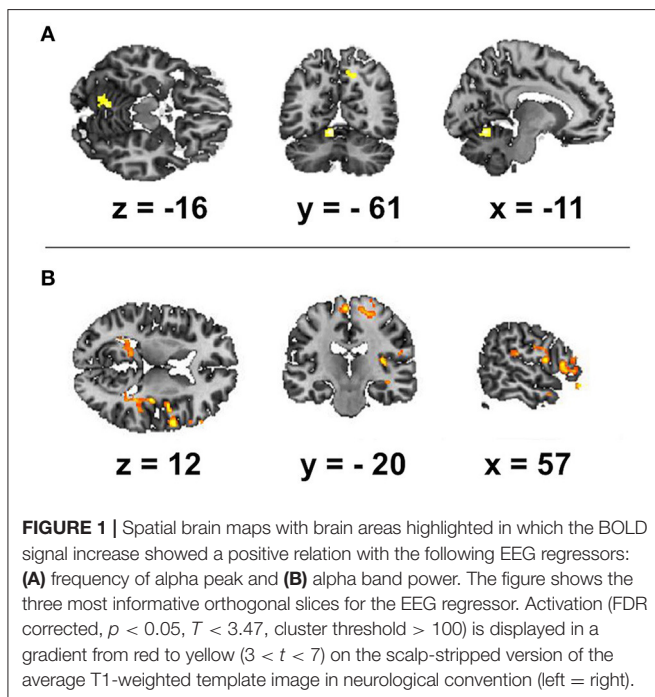 A
z = -16 y = - 61 x = -11
B
z = 12 y = - 20 x = 57
FIGURE 1 | Spatial brain maps with brain areas highlighted in which the BOLD
signal increase showed a positive relation with the following EEG regressors:
(A) frequency of alpha peak and (B) alpha band power. The figure shows the
three most informative orthogonal slices for the EEG regressor. Activation (FDR
corrected, p < 0.05, T < 3.47, cluster threshold > 100) is displayed in a
gradient from red to yellow (3 < t < 7) on the scalp-stripped version of the
average T1-weighted template image in neurological convention (left = right).